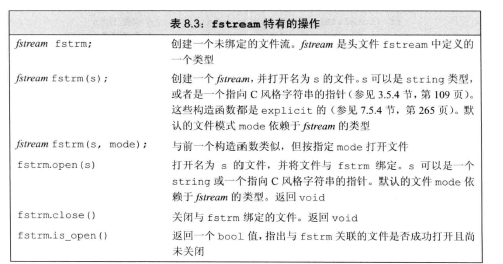 表 8.3：fstream 特有的操作
fstream fstrm; 创建一个未绑定的文件流。fstream 是头文件 fstream 中定义的
一个类型
fstream fstrm(s); 创建一个 fstream，并打开名为 s 的文件。s 可以是 string 类型，
或者是一个指向 C 风格字符串的指针（参见 3.5.4 节，第 109 页）。
这些构造函数都是 explicit 的（参见 7.5.4 节，第 265 页）。默
认的文件模式 mode 依赖于 fstream 的类型
fstream fstrm(s, mode); 与前一个构造函数类似，但按指定 mode 打开文件
fstrm.open(s) 打开名为 s 的文件，并将文件与 fstrm 绑定。s 可以是一个
string 或一个指向 C 风格字符串的指针。默认的文件 mode 依
赖于 fstream 的类型。返回 void
fstrm.close() 关闭与 fstrm 绑定的文件。返回 void
fstrm.is_open() 返回一个 bool 值，指出与 fstrm 关联的文件是否成功打开且尚
未关闭